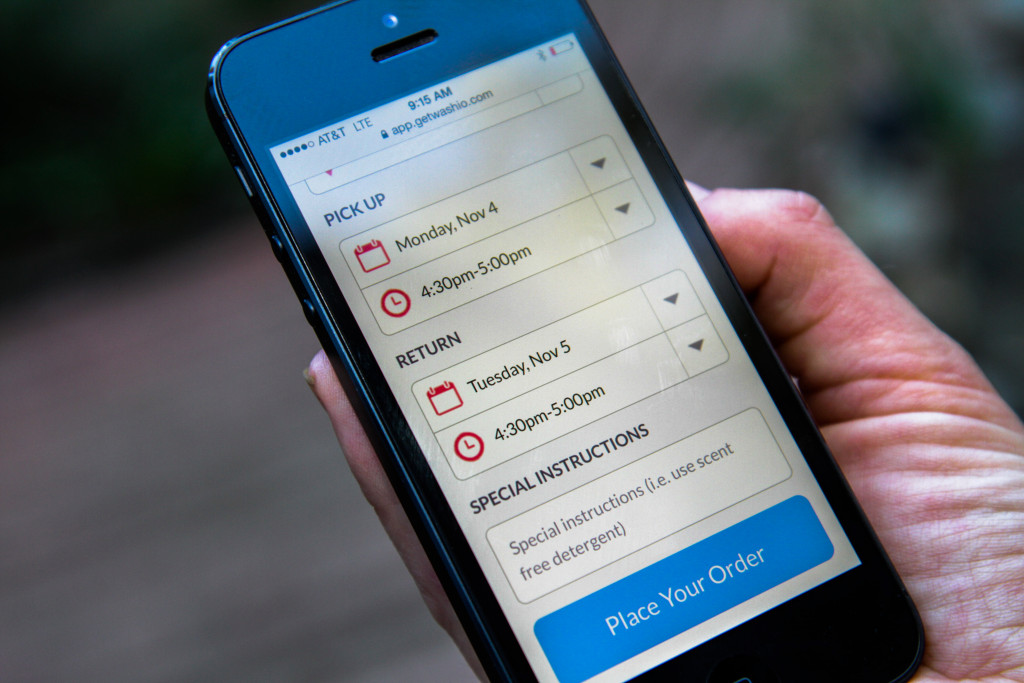 AT&T LTE 9:15 AM
app.getwashio.com
PICK UP
Monday, Nov 4
4:30pm-5:00pm
RETURN
Tuesday, Nov 5
4:30pm-5:00pm
SPECIAL INSTRUCTIONS
Special instructions (i.e. use scent
free detergent)
Place Your Order